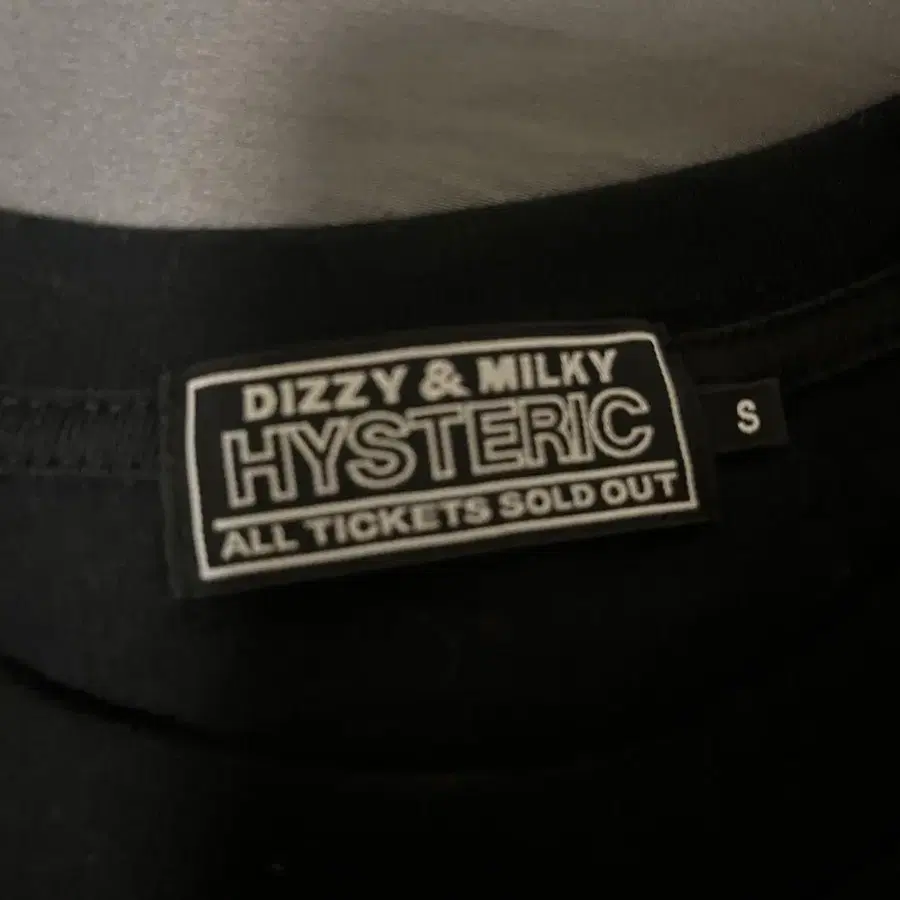 DIZZY & MILKY
HYSTERIC
ALL TICKETS SOLD OUT
S